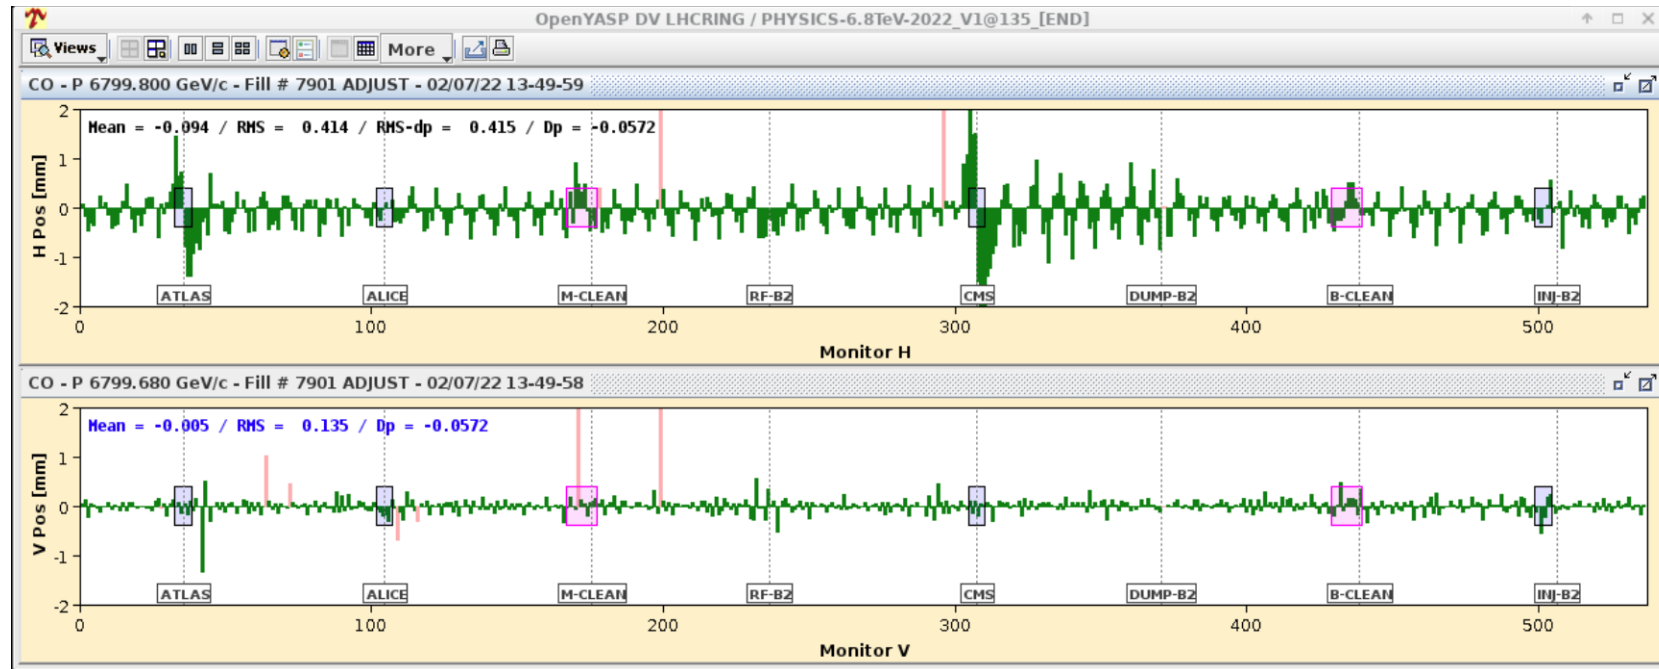 OpenYASP DV LHCRING / PHYSICS-6.8TeV-2022_V1@135_[END]
Views More
CO - P 6799.800 GeV/c - Fill # 7901 ADJUST - 02/07/22 13-49-59
Mean = -0.094 / RMS = 0.414 / RMS-dp = 0.415 / Dp = -0.0572
H Pos [mm]
2
1
0
-1
-2
ATLAS ALICE M-CLEAN RF-B2 CMS DUMP-B2 B-CLEAN INJ-B2
0 100 200 300 400 500
Monitor H
CO - P 6799.680 GeV/c - Fill # 7901 ADJUST - 02/07/22 13-49-58
Mean = -0.005 / RMS = 0.135 / Dp = -0.0572
V Pos [mm]
2
1
0
-1
-2
ATLAS ALICE M-CLEAN RF-B2 CMS DUMP-B2 B-CLEAN INJ-B2
0 100 200 300 400 500
Monitor V